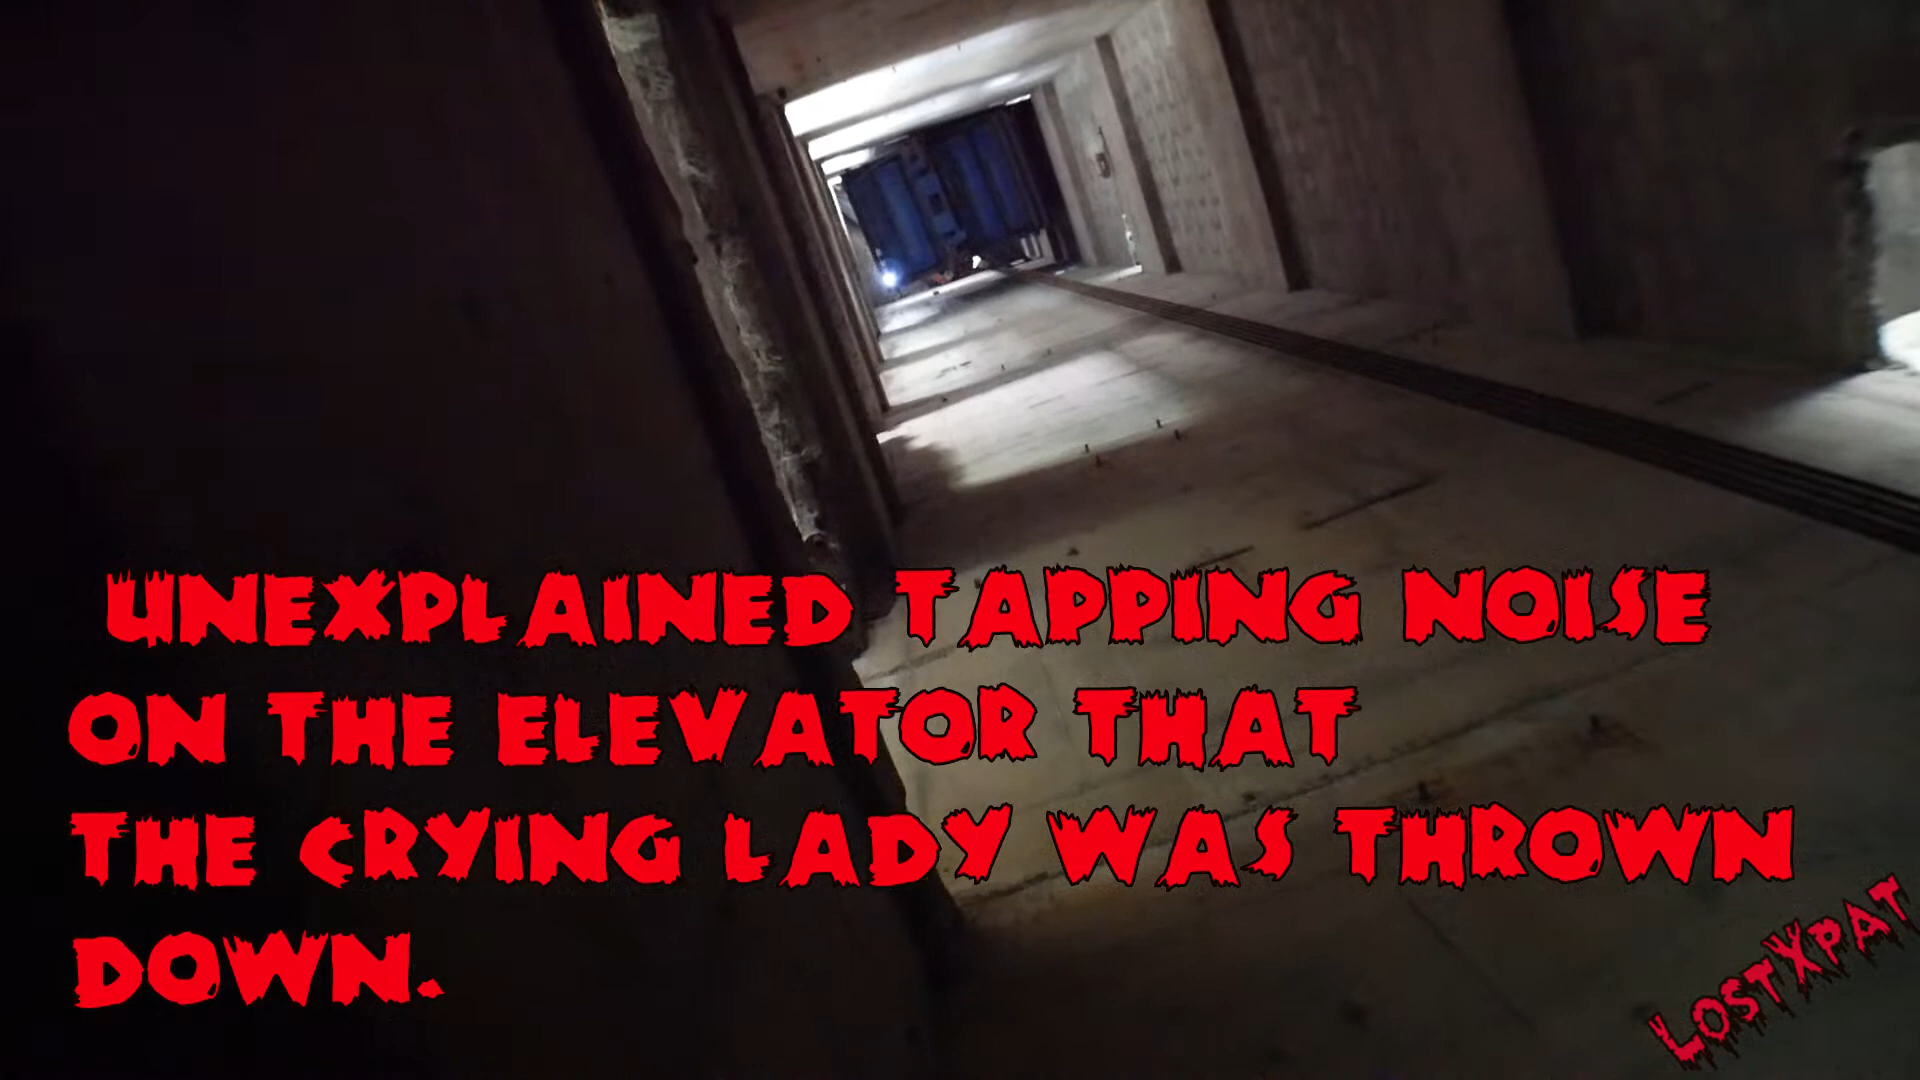 UNEXPLAINED TAPPING NOISE
ON THE ELEVATOR THAT
THE CRYING LADY WAS THROWN
DOWN.
LOSTXPAT